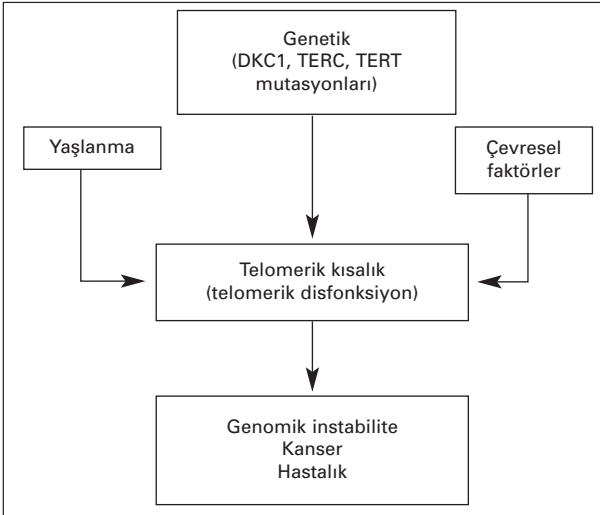 Genetik
(DKC1, TERC, TERT
mutasyonları)
Yaşlanma
Çevresel
faktörler
Telomerik kısalık
(telomerik disfonksiyon)
Genomik instabilite
Kanser
Hastalık